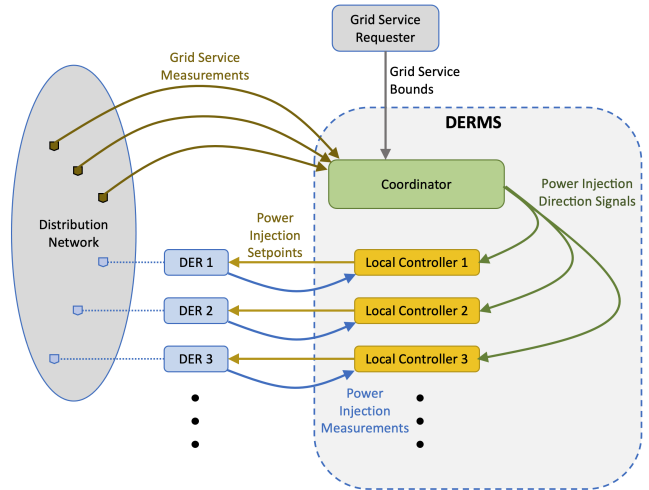 Grid Service
Requester
Grid Service
Measurements
Grid Service
Bounds
DERMS
Coordinator
Power Injection
Direction Signals
Distribution
Network
Power
Injection
Setpoints
DER 1
Local Controller 1
DER 2
Local Controller 2
DER 3
Local Controller 3
Power
Injection
Measurements